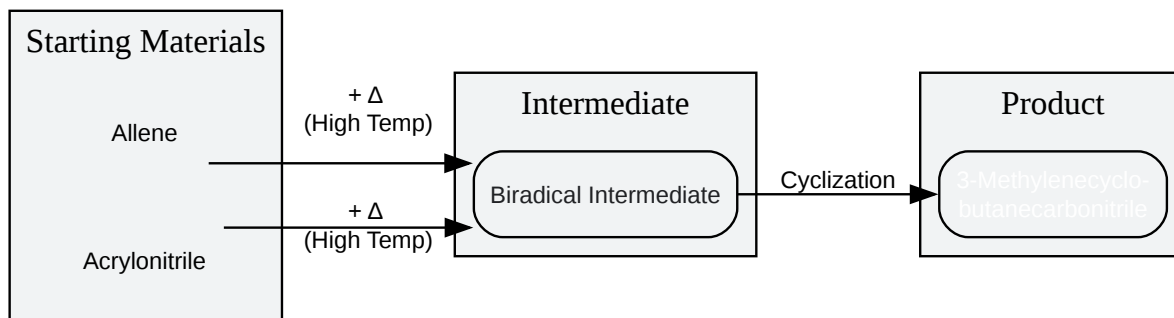 Starting Materials
Allene
Acrylonitrile
+ Δ
(High Temp)
+ Δ
(High Temp)
Intermediate
Biradical Intermediate
Cyclization
Product
3-Methylenecyclo-
butanecarbonitrile